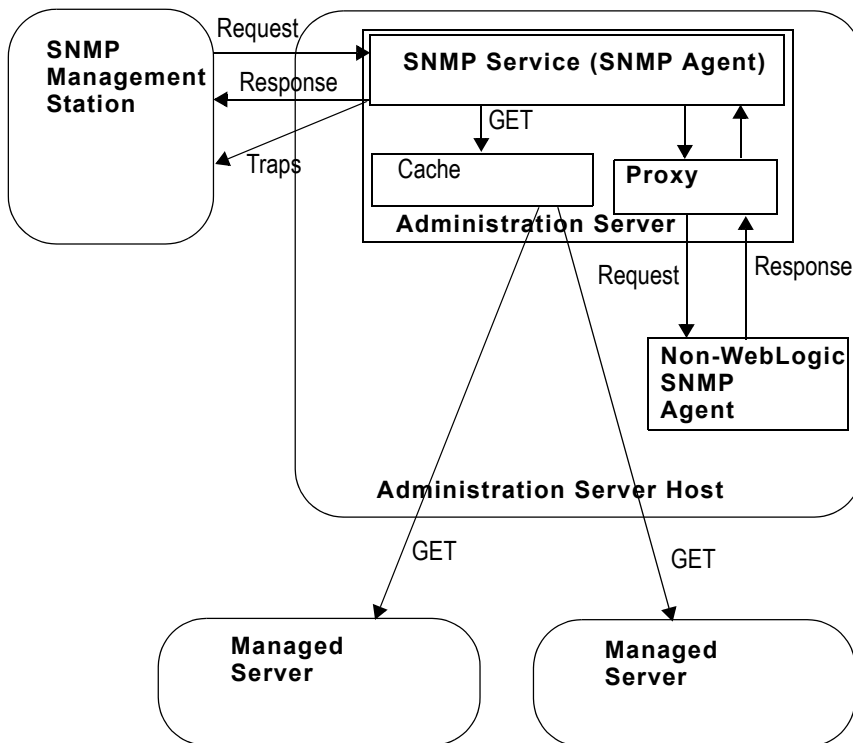 SNMP
Management
Station
Request
Response
Traps
SNMP Service (SNMP Agent)
GET
Cache
Proxy
Administration Server
Request
Response
Non-WebLogic
SNMP
Agent
Administration Server Host
GET
GET
Managed
Server
Managed
Server